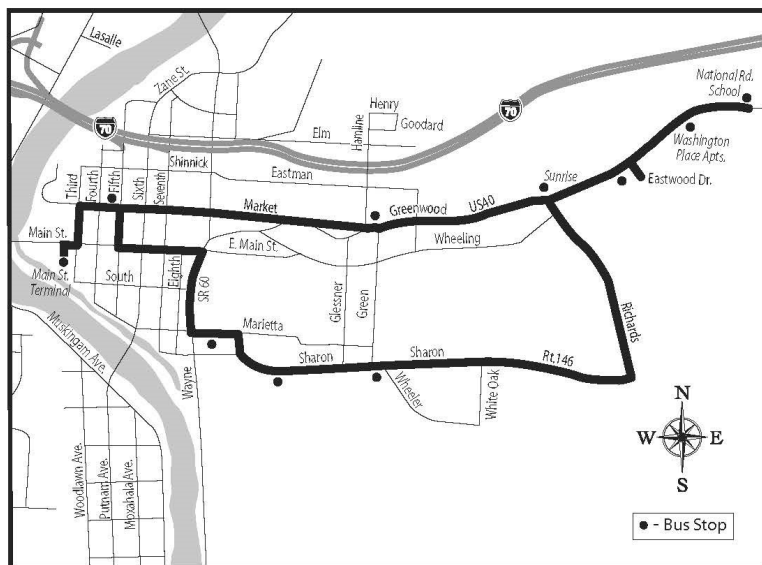 Lasalle
Zane St.
70
Henry
Goodard
Hamline
70
National Rd.
School
Elm
Washington
Place Apts.
Shinnick
Eastman
Third
Fourth
Fifth
Sixth
Seventh
Sunrise
Eastwood Dr.
Market
Greenwood
US40
Main St.
E. Main St.
Wheeling
Main St.
Terminal
South
Eighth
SR 60
Glessner
Green
Richards
Muskingam Ave.
Marietta
Sharon
Sharon
Rt.146
Wayne
Wheeler
White Oak
Woodlawn Ave.
Putnam Ave.
Moxahala Ave.
N
W
E
S
- Bus Stop